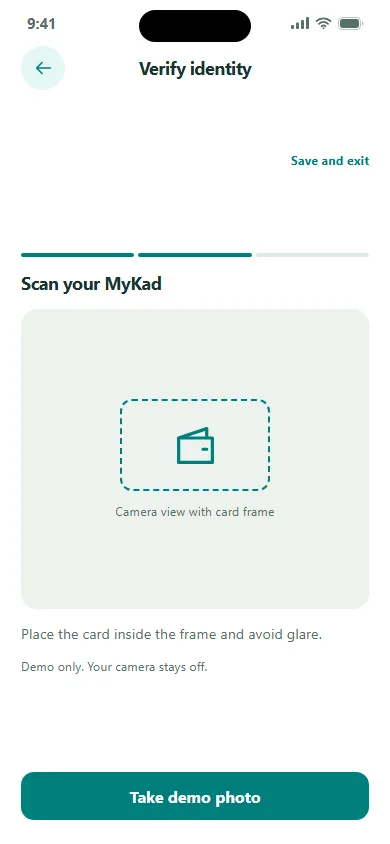 9:41
Verify identity
Save and exit
Scan your MyKad
Camera view with card frame
Place the card inside the frame and avoid glare.
Demo only. Your camera stays off.
Take demo photo